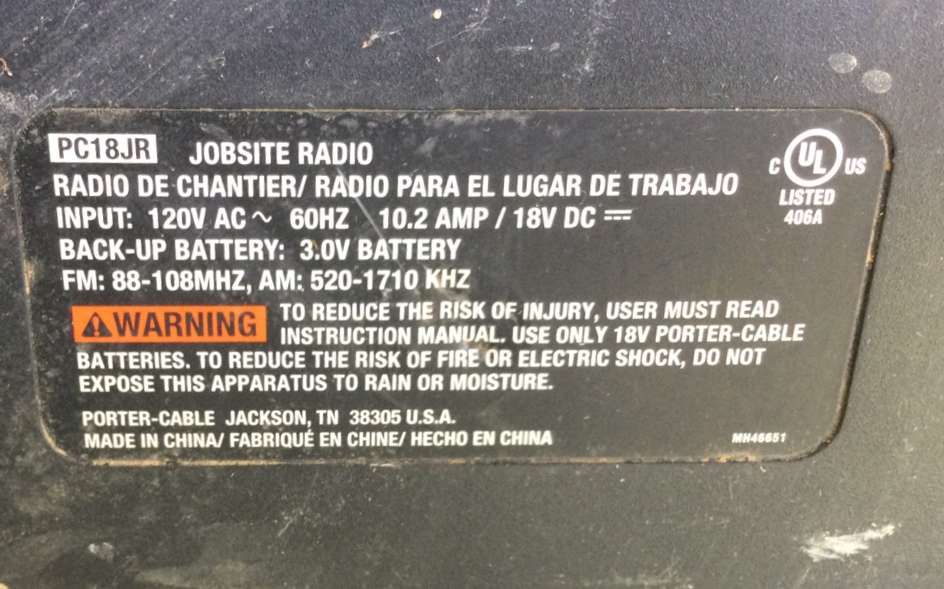 PC18JR JOBSITE RADIO
RADIO DE CHANTIER/ RADIO PARA EL LUGAR DE TRABAJO
INPUT: 120V AC ~ 60HZ 10.2 AMP / 18V DC ⎓
BACK-UP BATTERY: 3.0V BATTERY
FM: 88-108MHZ, AM: 520-1710 KHZ
C UL US
LISTED
406A
⚠WARNING TO REDUCE THE RISK OF INJURY, USER MUST READ
INSTRUCTION MANUAL. USE ONLY 18V PORTER-CABLE
BATTERIES. TO REDUCE THE RISK OF FIRE OR ELECTRIC SHOCK, DO NOT
EXPOSE THIS APPARATUS TO RAIN OR MOISTURE.
PORTER-CABLE JACKSON, TN 38305 U.S.A.
MADE IN CHINA/ FABRIQUÉ EN CHINE/ HECHO EN CHINA
MH46651